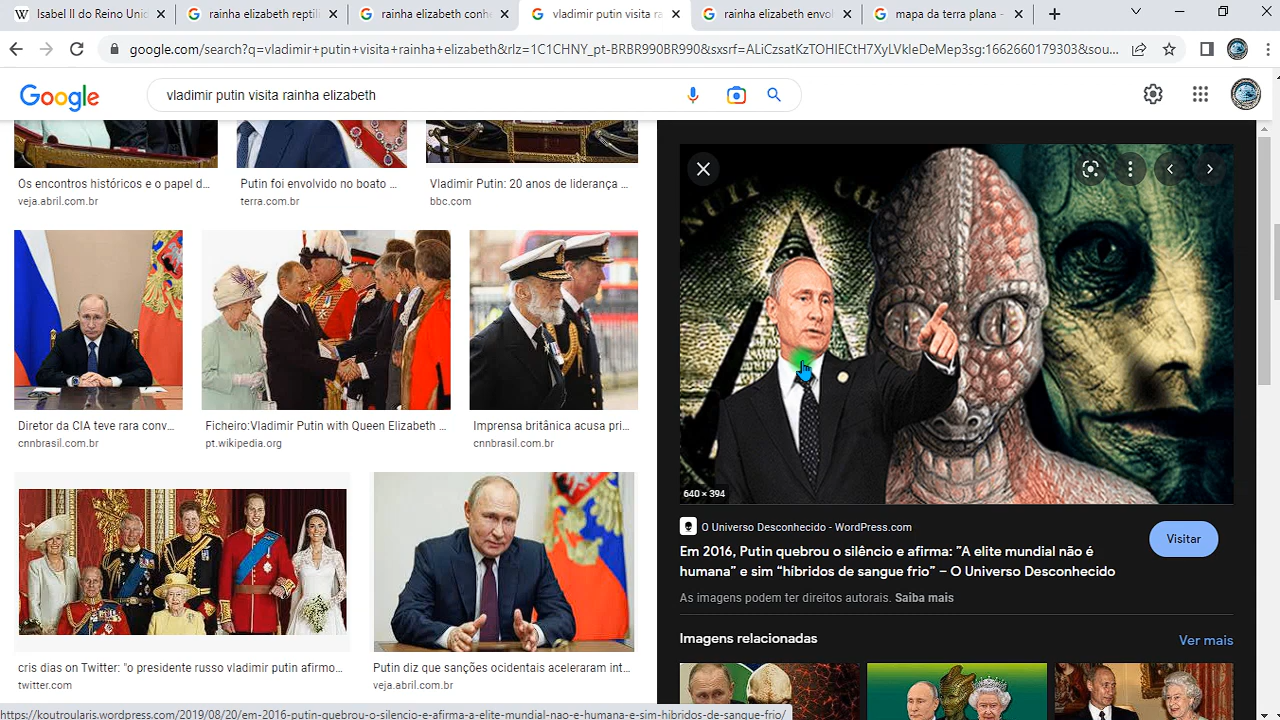 Isabel II do Reino Unid
rainha elizabeth reptili
rainha elizabeth conhe
vladimir putin visita ra
rainha elizabeth envol
mapa da terra plana -
google.com/search?q=vladimir+putin+visita+rainha+elizabeth&rlz=1C1CHNY_pt-BRBR990BR990&sxsrf=ALiCzsatKzTOHIECtH7XyLVkleDeMep3sg:1662660179303&sou...
Google
vladimir putin visita rainha elizabeth
Os encontros históricos e o papel d...
veja.abril.com.br
Putin foi envolvido no boato ...
terra.com.br
Vladimir Putin: 20 anos de liderança ...
bbc.com
Diretor da CIA teve rara conv...
cnnbrasil.com.br
Ficheiro:Vladimir Putin with Queen Elizabeth ...
pt.wikipedia.org
Imprensa britânica acusa pri...
cnnbrasil.com.br
cris dias on Twitter: "o presidente russo vladimir putin afirmo...
twitter.com
Putin diz que sanções ocidentais aceleraram int...
veja.abril.com.br
640 × 394
O Universo Desconhecido - WordPress.com
Em 2016, Putin quebrou o silêncio e afirma: "A elite mundial não é
humana" e sim "híbridos de sangue frio" – O Universo Desconhecido
Visitar
As imagens podem ter direitos autorais. Saiba mais
Imagens relacionadas
Ver mais
https://koutroularis.wordpress.com/2019/08/20/em-2016-putin-quebrou-o-silencio-e-afirma-a-elite-mundial-nao-e-humana-e-sim-hibridos-de-sangue-frio/